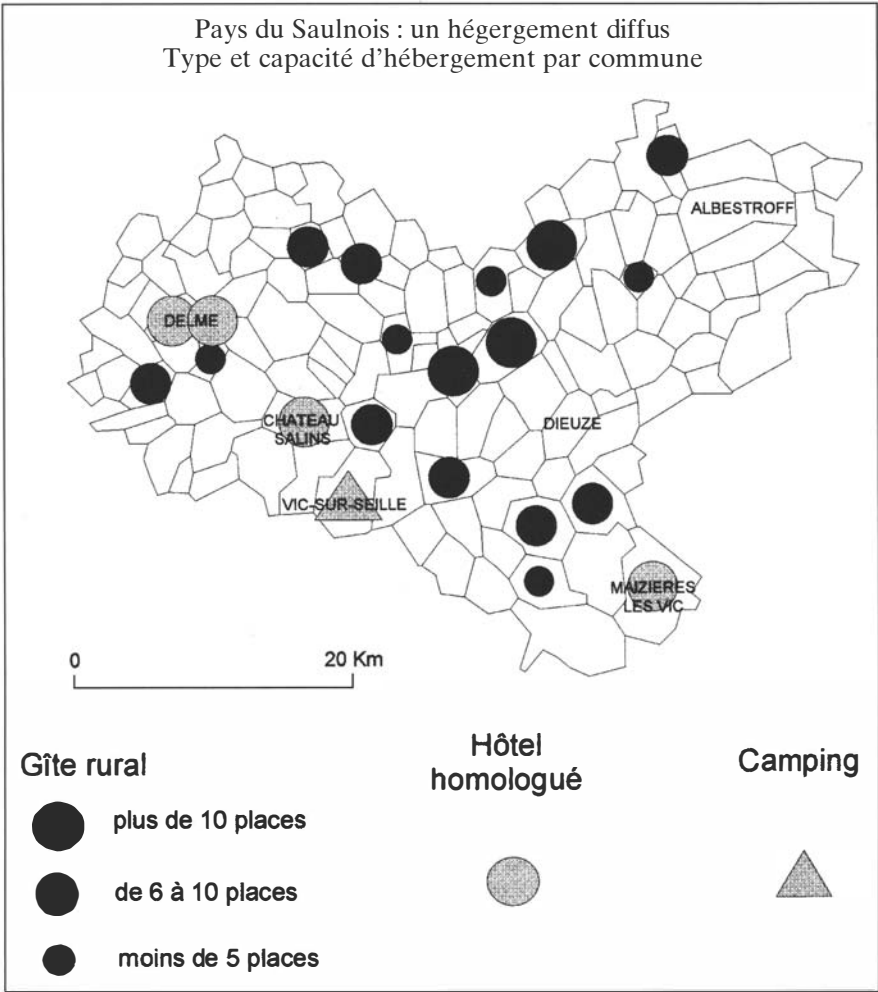 Pays du Saulnois : un hégergement diffus
Type et capacité d'hébergement par commune
ALBESTROFF
DELME
CHATEAU
SALINS
DIEUZE
VIC-SUR-SEILLE
MAIZIERES
LES VIC
0
20 Km
Gîte rural
plus de 10 places
de 6 à 10 places
moins de 5 places
Hôtel
homologué
Camping